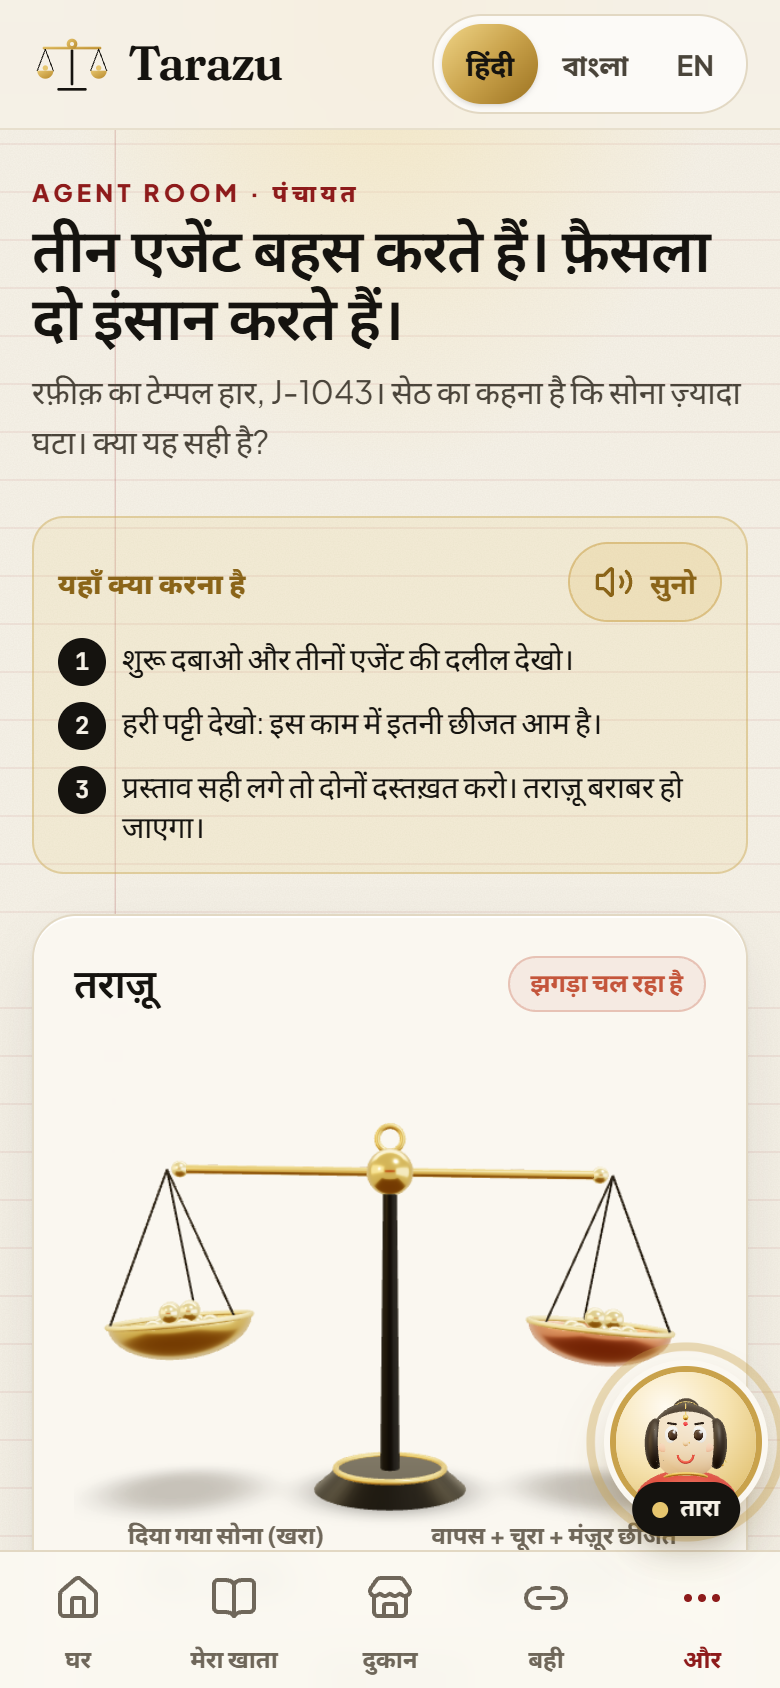 Tarazu
हिंदी
বাংলা
EN
AGENT ROOM · पंचायत
तीन एजेंट बहस करते हैं। फ़ैसला
दो इंसान करते हैं।
रफ़ीक़ का टेम्पल हार, J-1043। सेठ का कहना है कि सोना ज़्यादा
घटा। क्या यह सही है?
यहाँ क्या करना है
सुनो
1 शुरू दबाओ और तीनों एजेंट की दलील देखो।
2 हरी पट्टी देखो: इस काम में इतनी छीजत आम है।
3 प्रस्ताव सही लगे तो दोनों दस्तख़त करो। तराज़ू बराबर हो
जाएगा।
तराज़ू
झगड़ा चल रहा है
तारा
दिया गया सोना (खरा)
वापस + चूरा + मंज़ूर छीजत
घर
मेरा खाता
दुकान
बही
और